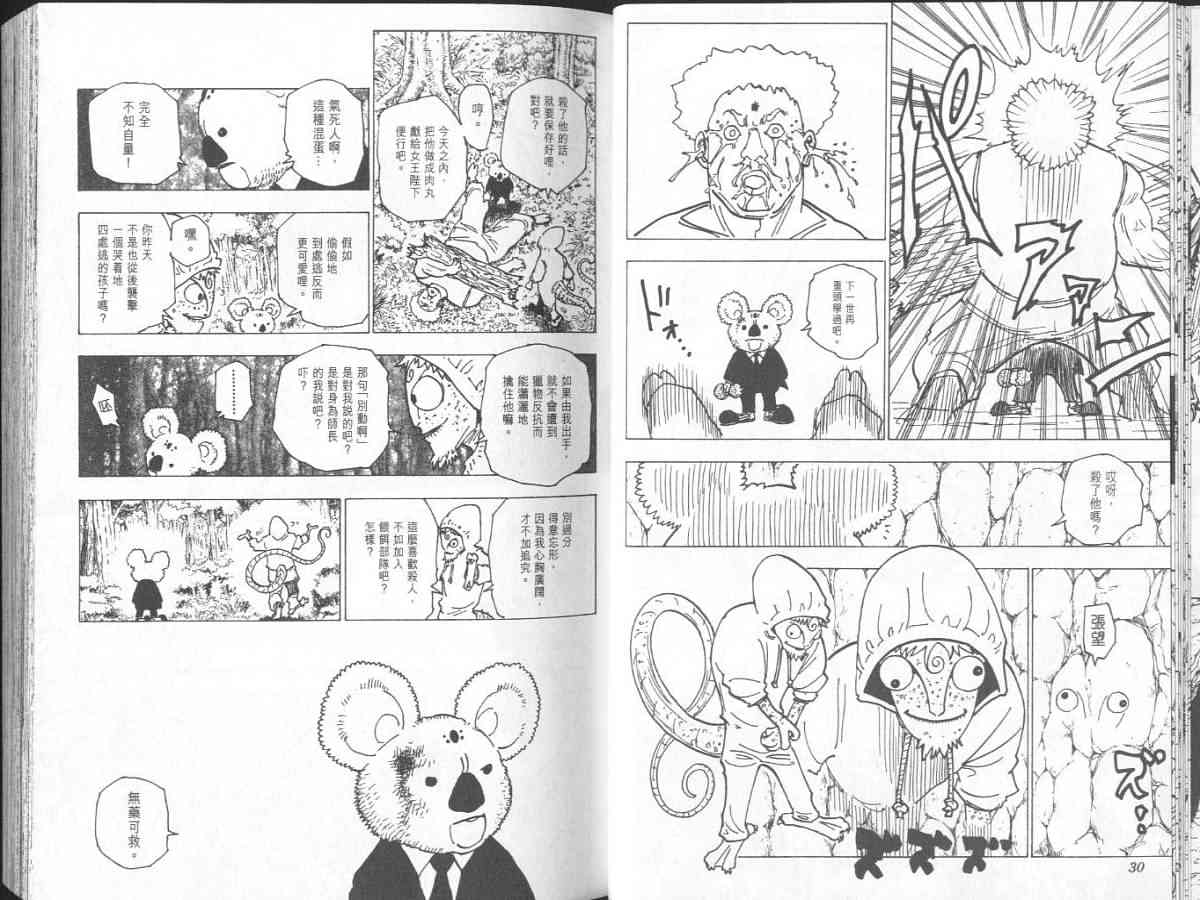 パァーン
下一世再
重頭學過吧。
ドォ…
哎呀，
殺了他嗎？
張望
ズ…
ズズズ
30
殺了他的話，
就要保存好哩，
對吧？
哼。
今天之內，
把他做成肉丸
獻給女王陛下
便行吧。
氣死人啊，
這種混蛋…
完全
不知自量！
假如
偷偷地
到處逃反而
更可愛哩。
嘿。
你昨天
不是也從後襲擊
一個哭着地
四處逃的孩子嗎？
如果由我出手，
就不會遭到
獵物反抗而
能瀟灑地
擒住他嘛。
那句「別動啊」
是對我說的吧？
是對身為師長
的我說吧？
吓？
………
呸
別過分
得意忘形，
因為我心胸廣闊，
才不加追究。
這麼喜歡殺人，
不如加入
餵餌部隊吧？
怎樣？
無藥可救。